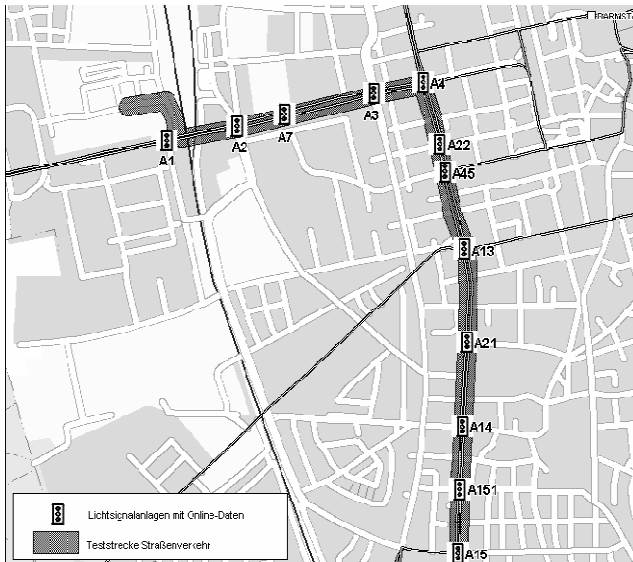 A4
A3
A7
A2
A1
A22
A45
A13
A21
A14
A151
A15
Lichtsignalanlagen mit Online-Daten
Teststrecke Straßenverkehr